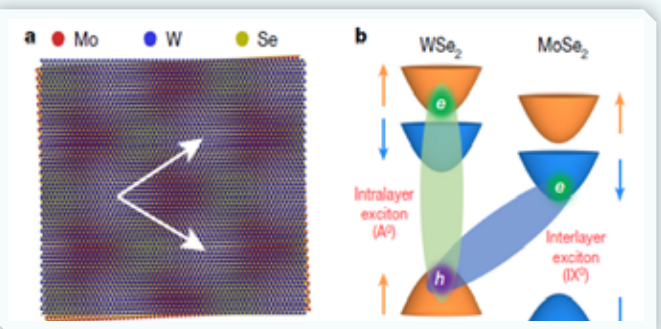 a Mo W Se
b
WSe₂ MoSe₂
e
e
Intralayer
exciton
(A⁰)
Interlayer
exciton
(IX⁰)
h